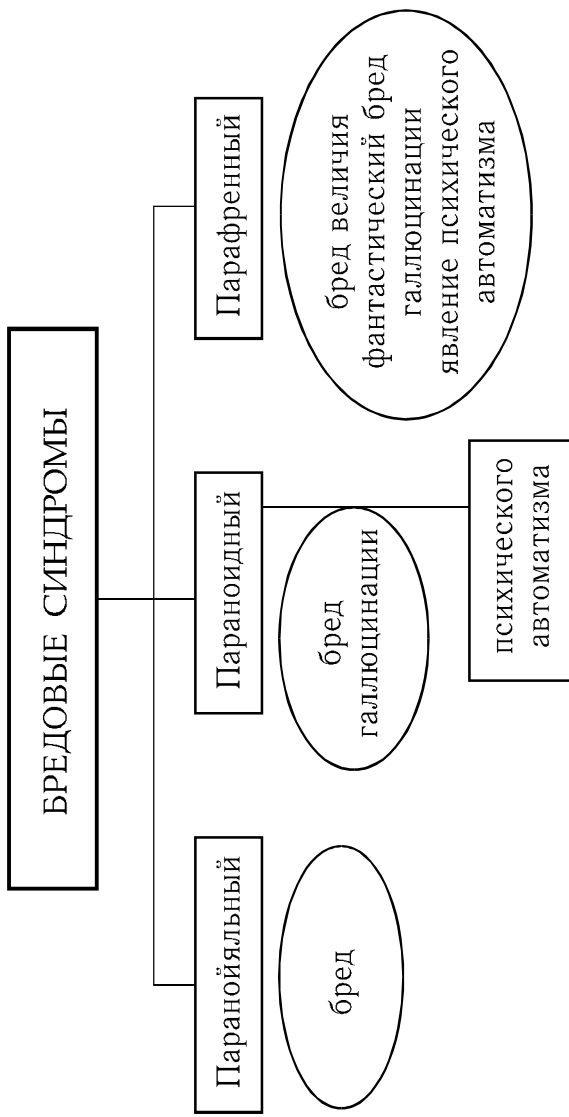 БРЕДОВЫЕ СИНДРОМЫ
Паранойяльный
бред
Параноидный
бред
галлюцинации
психического
автоматизма
Парафренный
бред величия
фантастический бред
галлюцинации
явление психического
автоматизма